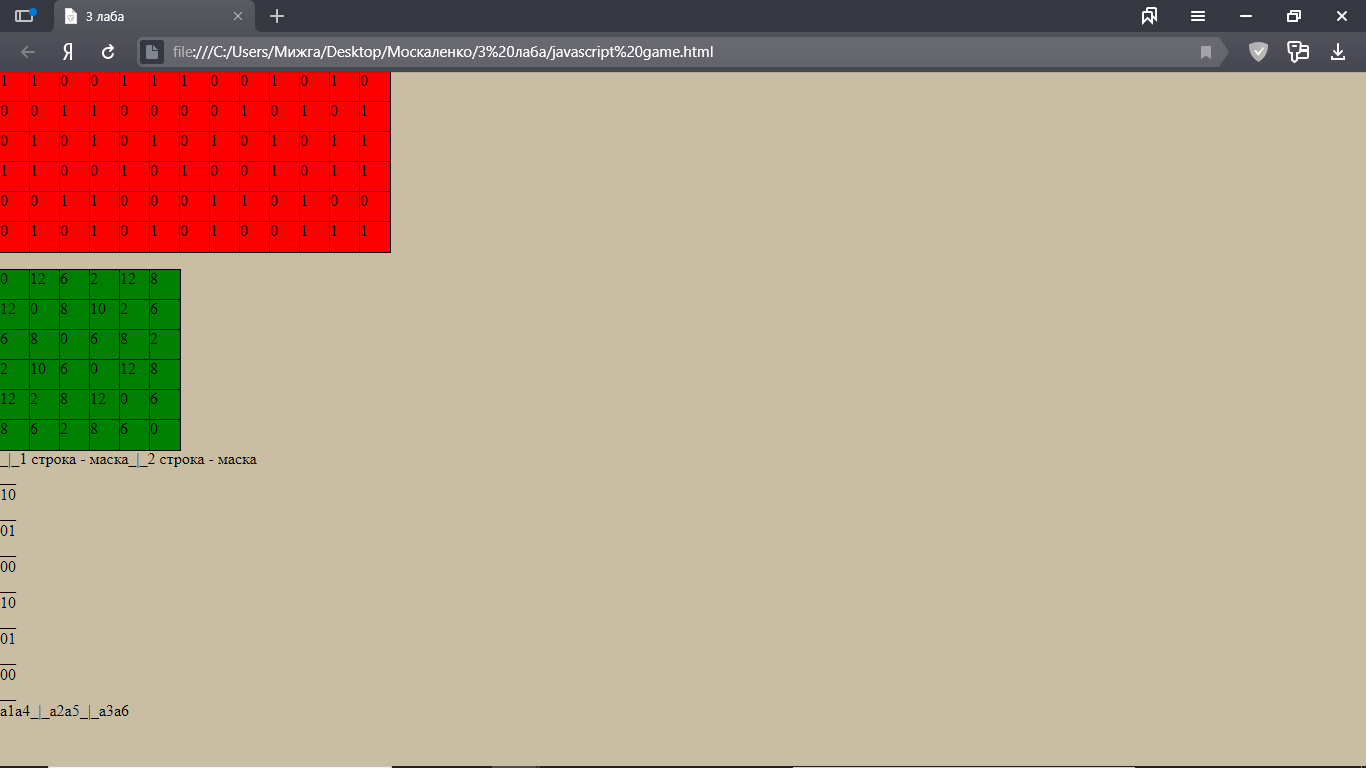 3 лаба
Я file:///C:/Users/Мижга/Desktop/Москаленко/3%20лаба/javascript%20game.html
1 1 0 0 1 1 1 0 0 1 0 1 0
0 0 1 1 0 0 0 0 1 0 1 0 1
0 1 0 1 0 1 0 1 0 1 0 1 1
1 1 0 0 1 0 1 0 0 1 0 1 1
0 0 1 1 0 0 0 1 1 0 1 0 0
0 1 0 1 0 1 0 1 0 0 1 1 1
0 12 6 2 12 8
12 0 8 10 2 6
6 8 0 6 8 2
2 10 6 0 12 8
12 2 8 12 0 6
8 6 2 8 6 0
_|_1 строка - маска_|_2 строка - маска
__
10
__
01
__
00
__
10
__
01
__
00
__
a1a4_|_a2a5_|_a3a6